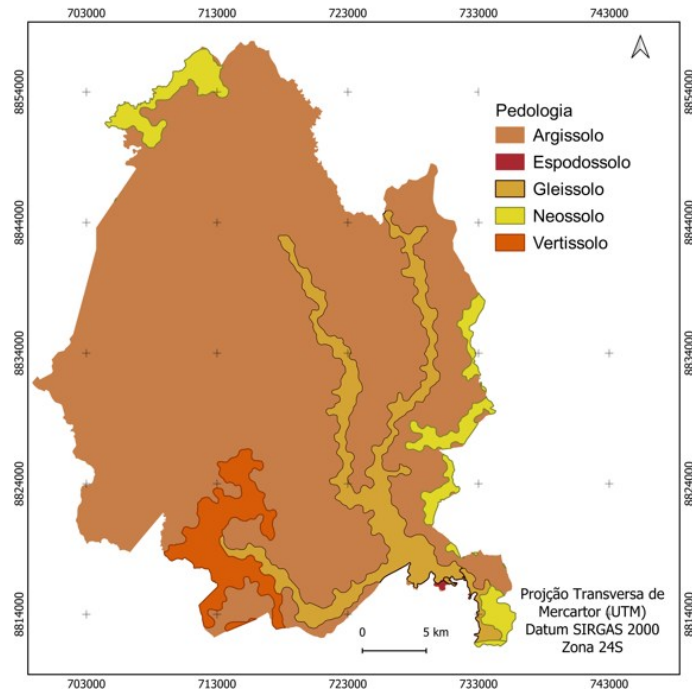 703000 713000 723000 733000 743000
8854000 8854000
Pedologia
Argissolo
Espodossolo
Gleissolo
Neossolo
Vertissolo
8844000 8844000
8834000 8834000
8824000 8824000
8814000 8814000
Projção Transversa de
Mercartor (UTM)
Datum SIRGAS 2000
Zona 24S
0 5 km
703000 713000 723000 733000 743000